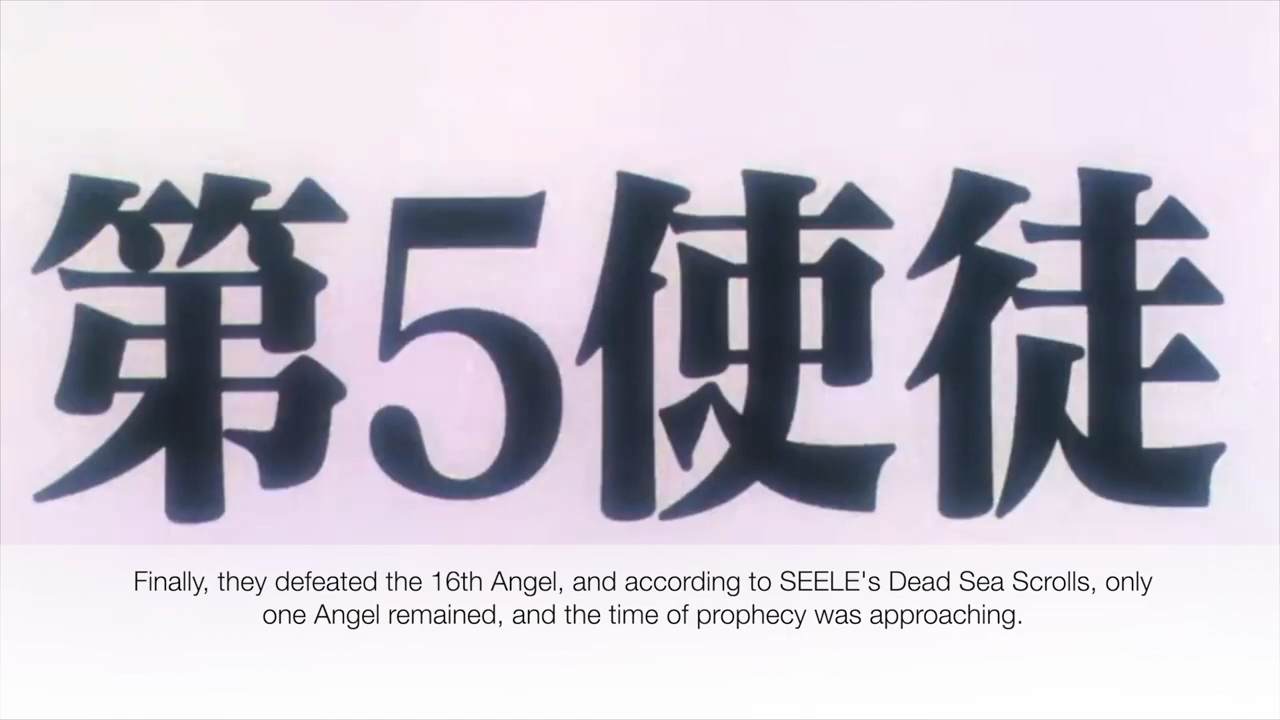 第5使徒
Finally, they defeated the 16th Angel, and according to SEELE's Dead Sea Scrolls, only
one Angel remained, and the time of prophecy was approaching.